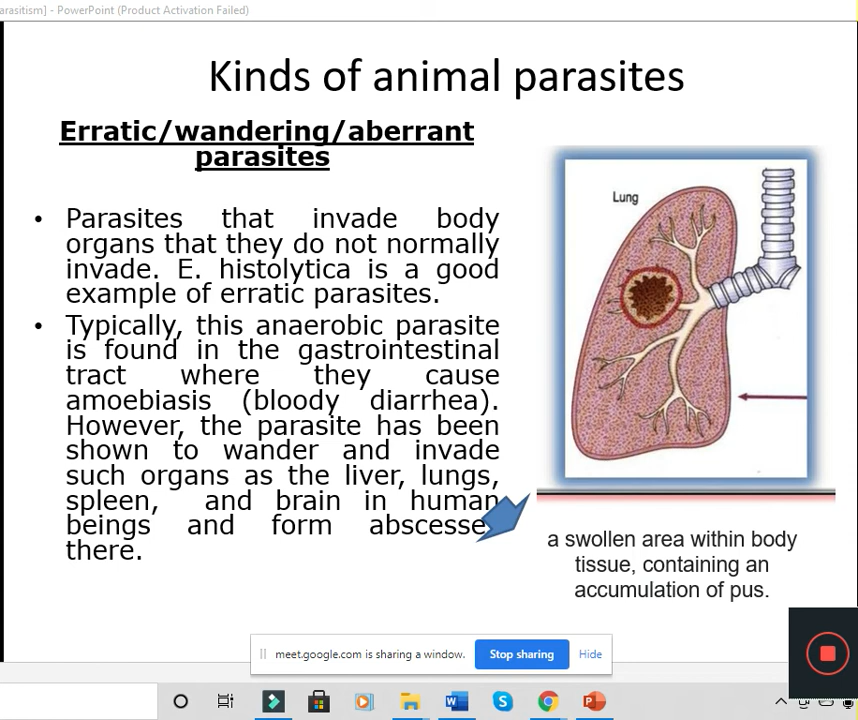 arasitism] - PowerPoint (Product Activation Failed)
Kinds of animal parasites
Erratic/wandering/aberrant
parasites
• Parasites that invade body
organs that they do not normally
invade. E. histolytica is a good
example of erratic parasites.
• Typically, this anaerobic parasite
is found in the gastrointestinal
tract where they cause
amoebiasis (bloody diarrhea).
However, the parasite has been
shown to wander and invade
such organs as the liver, lungs,
spleen, and brain in human
beings and form abscesse
there.
Lung
a swollen area within body
tissue, containing an
accumulation of pus.
meet.google.com is sharing a window.
Stop sharing
Hide